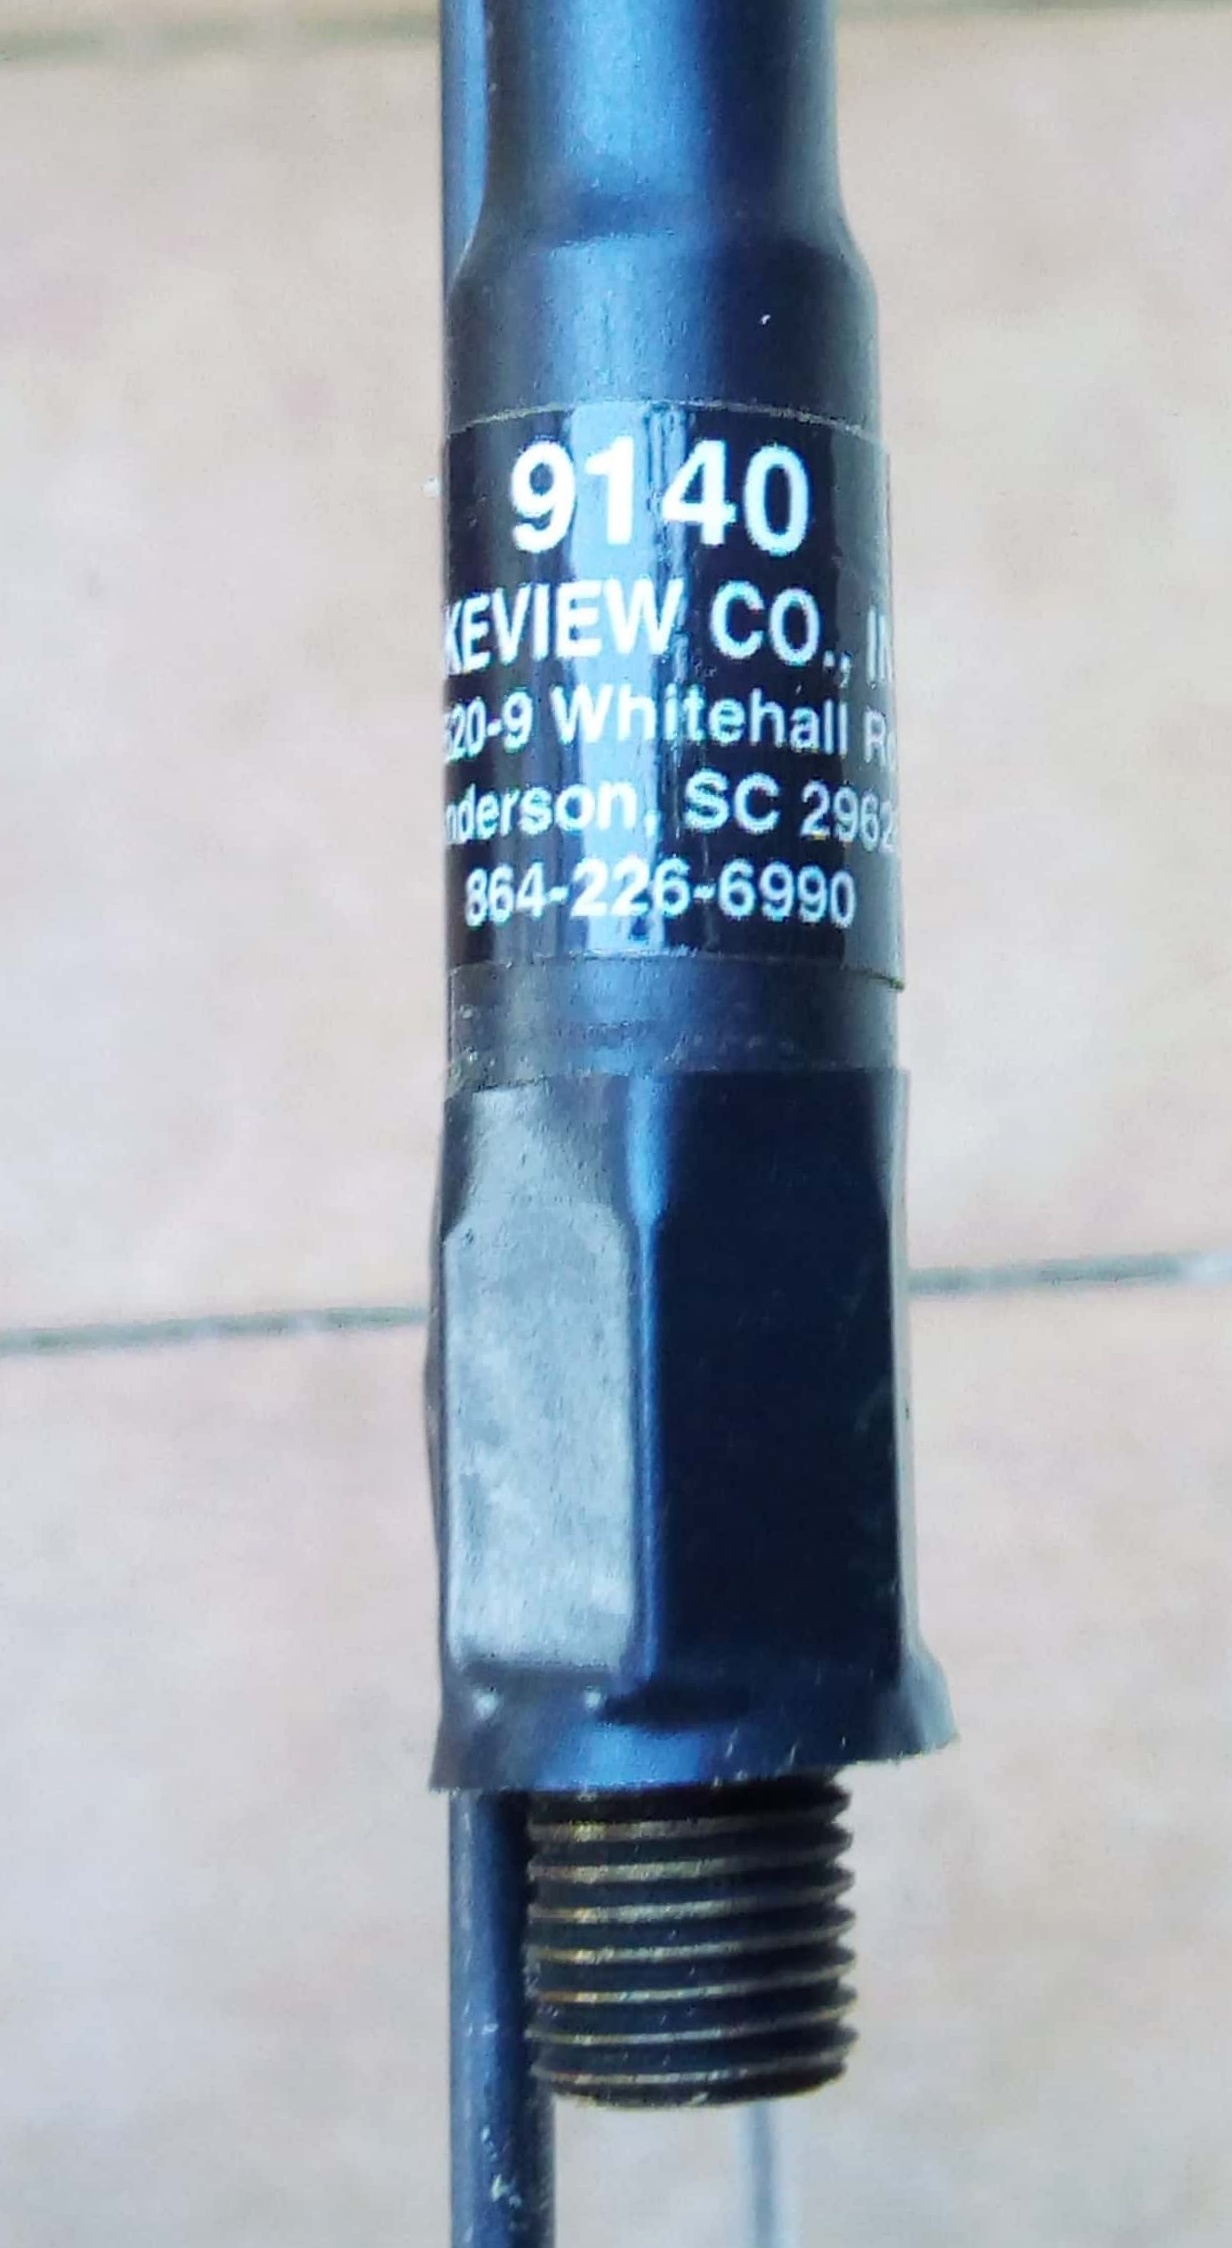 9140
KEVIEW CO., IN
20-9 Whitehall R
nderson, SC 2962
864-226-6990